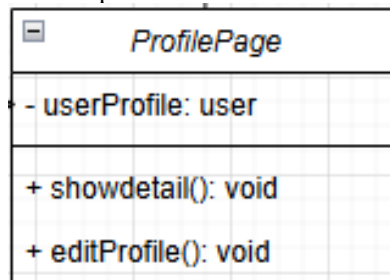 ProfilePage
- userProfile: user
+ showdetail(): void
+ editProfile(): void